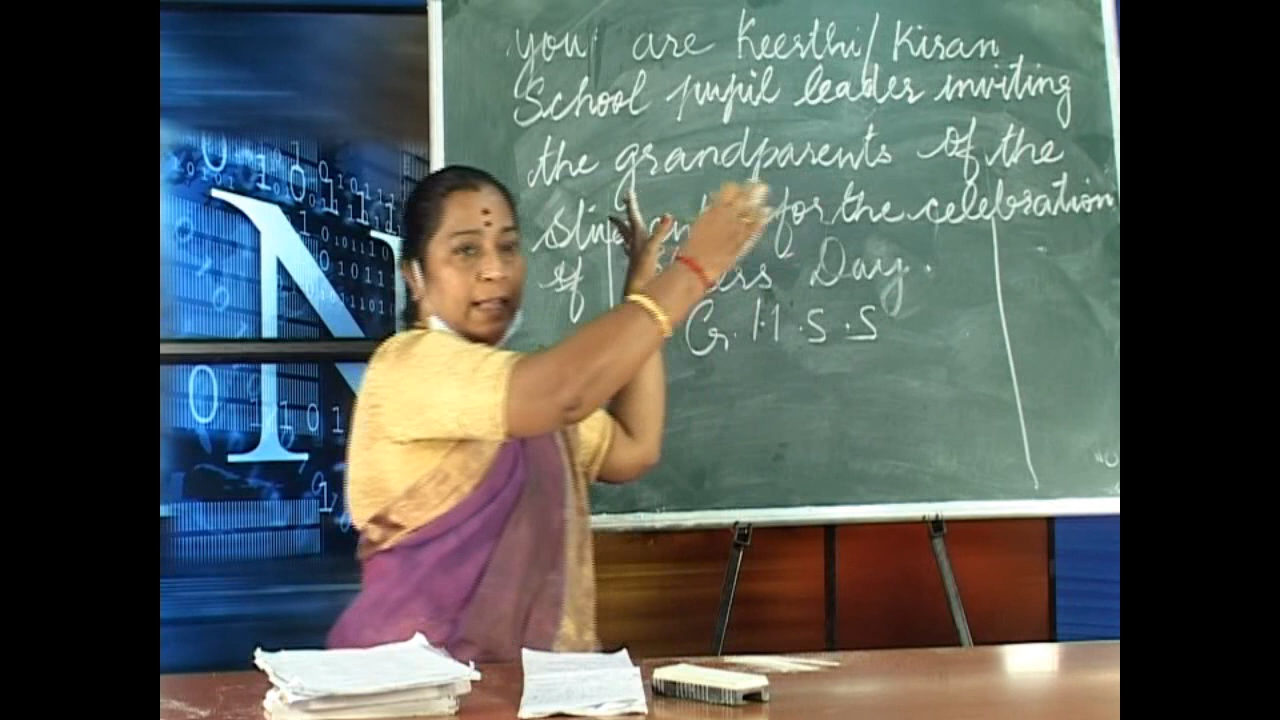 you are Keerthi/Kiran
School pupil leader inviting
the grandparents of the
for the celebration
of Day.
G.H.S.S
N